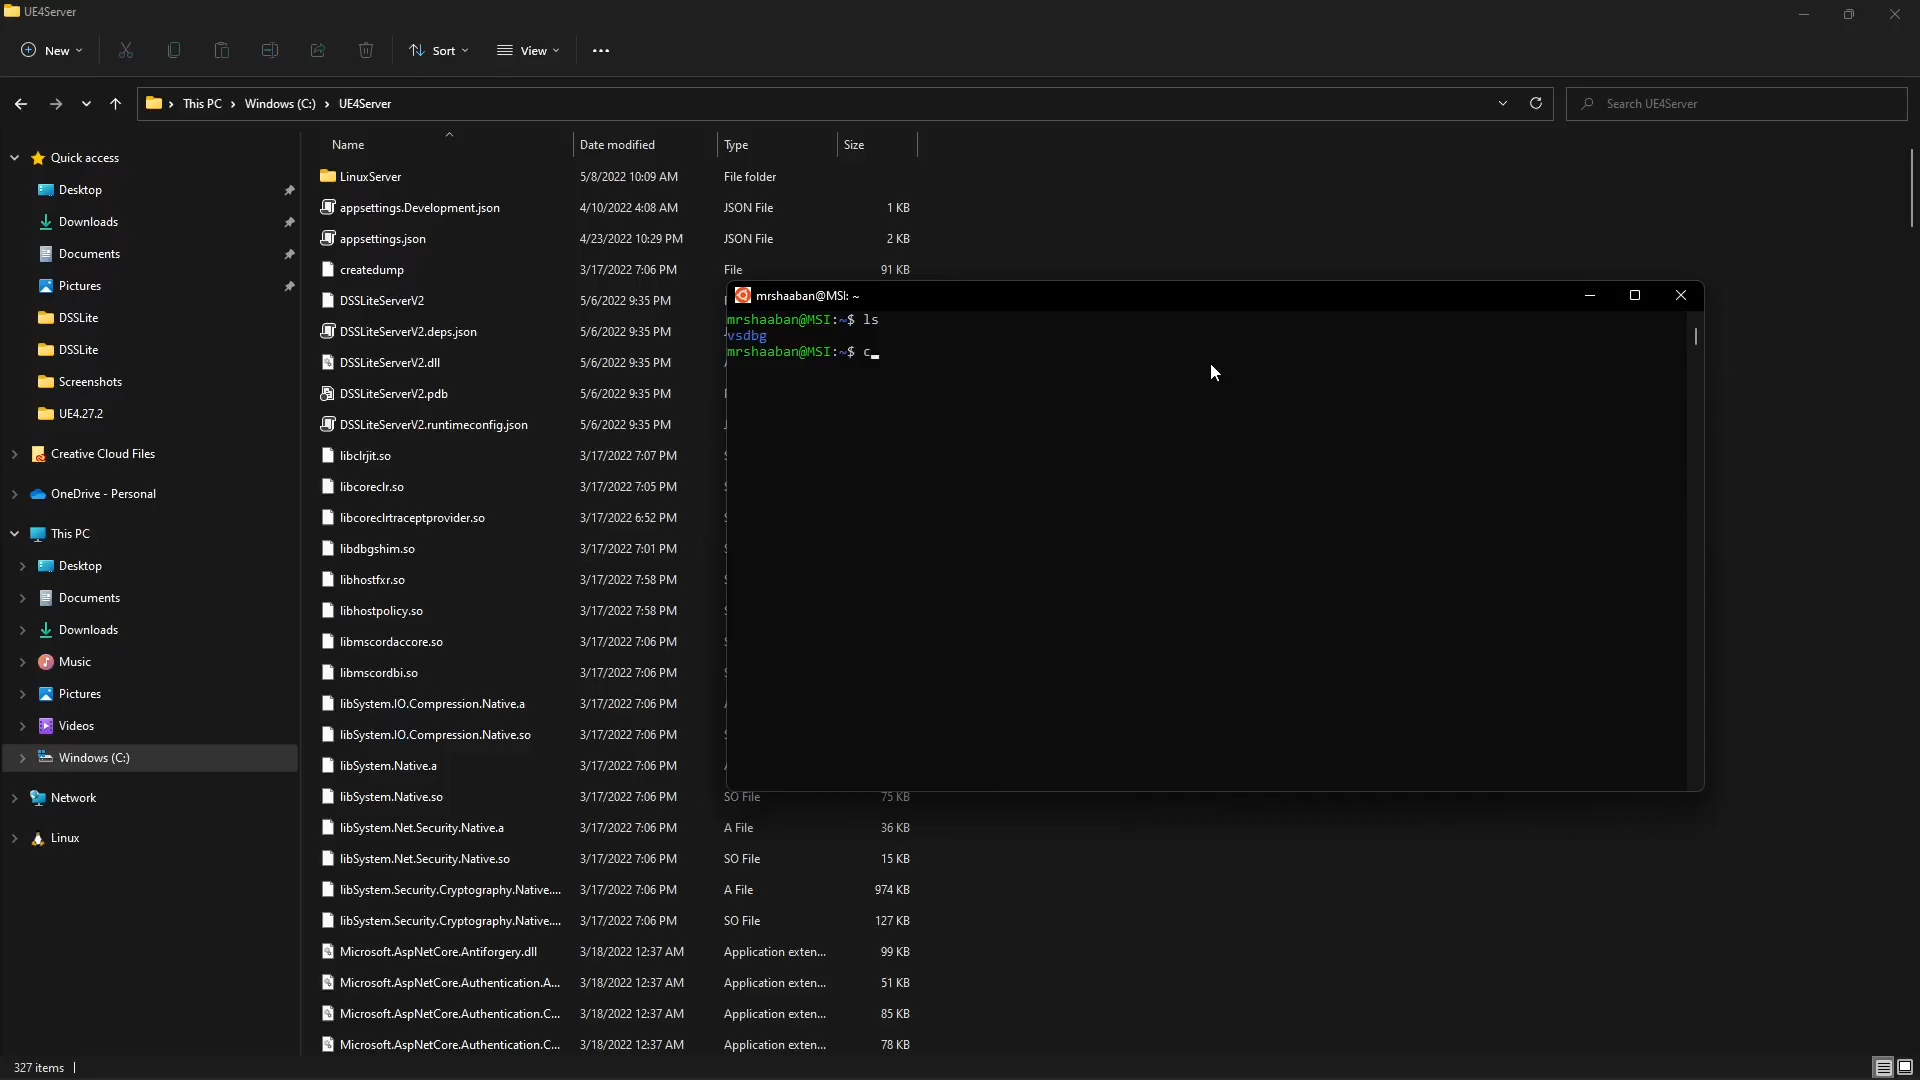 UE4Server
New
Sort
View
This PC > Windows (C:) > UE4Server
Search UE4Server
Name Date modified Type Size
Quick access
Desktop
Downloads
Documents
Pictures
DSSLite
DSSLite
Screenshots
UE4.27.2
Creative Cloud Files
OneDrive - Personal
This PC
Desktop
Documents
Downloads
Music
Pictures
Videos
Windows (C:)
Network
Linux
LinuxServer 5/8/2022 10:09 AM File folder
appsettings.Development.json 4/10/2022 4:08 AM JSON File 1 KB
appsettings.json 4/23/2022 10:29 PM JSON File 2 KB
createdump 3/17/2022 7:06 PM File 91 KB
DSSLiteServerV2 5/6/2022 9:35 PM
DSSLiteServerV2.deps.json 5/6/2022 9:35 PM
DSSLiteServerV2.dll 5/6/2022 9:35 PM
DSSLiteServerV2.pdb 5/6/2022 9:35 PM
DSSLiteServerV2.runtimeconfig.json 5/6/2022 9:35 PM
libclrjit.so 3/17/2022 7:07 PM
libcoreclr.so 3/17/2022 7:05 PM
libcoreclrtraceptprovider.so 3/17/2022 6:52 PM
libdbgshim.so 3/17/2022 7:01 PM
libhostfxr.so 3/17/2022 7:58 PM
libhostpolicy.so 3/17/2022 7:58 PM
libmscordaccore.so 3/17/2022 7:06 PM
libmscordbi.so 3/17/2022 7:06 PM
libSystem.IO.Compression.Native.a 3/17/2022 7:06 PM
libSystem.IO.Compression.Native.so 3/17/2022 7:06 PM
libSystem.Native.a 3/17/2022 7:06 PM
libSystem.Native.so 3/17/2022 7:06 PM SO File 75 KB
libSystem.Net.Security.Native.a 3/17/2022 7:06 PM A File 36 KB
libSystem.Net.Security.Native.so 3/17/2022 7:06 PM SO File 15 KB
libSystem.Security.Cryptography.Native.... 3/17/2022 7:06 PM A File 974 KB
libSystem.Security.Cryptography.Native.... 3/17/2022 7:06 PM SO File 127 KB
Microsoft.AspNetCore.Antiforgery.dll 3/18/2022 12:37 AM Application exten... 99 KB
Microsoft.AspNetCore.Authentication.A... 3/18/2022 12:37 AM Application exten... 51 KB
Microsoft.AspNetCore.Authentication.C... 3/18/2022 12:37 AM Application exten... 85 KB
Microsoft.AspNetCore.Authentication.C... 3/18/2022 12:37 AM Application exten... 78 KB
mrshaaban@MSI: ~
mrshaaban@MSI:~$ ls
vsdbg
mrshaaban@MSI:~$ c_
327 items